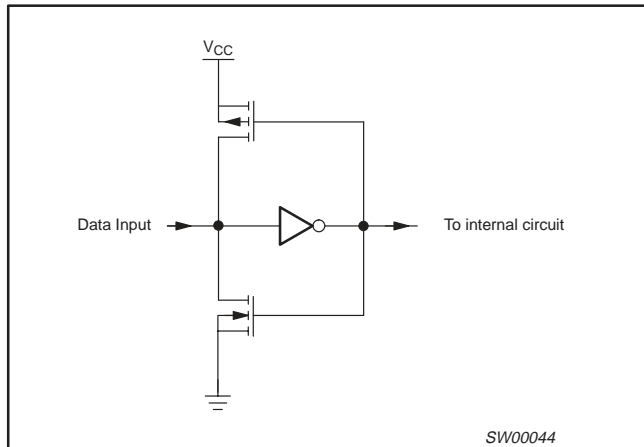 VCC
Data Input
To internal circuit
SW00044